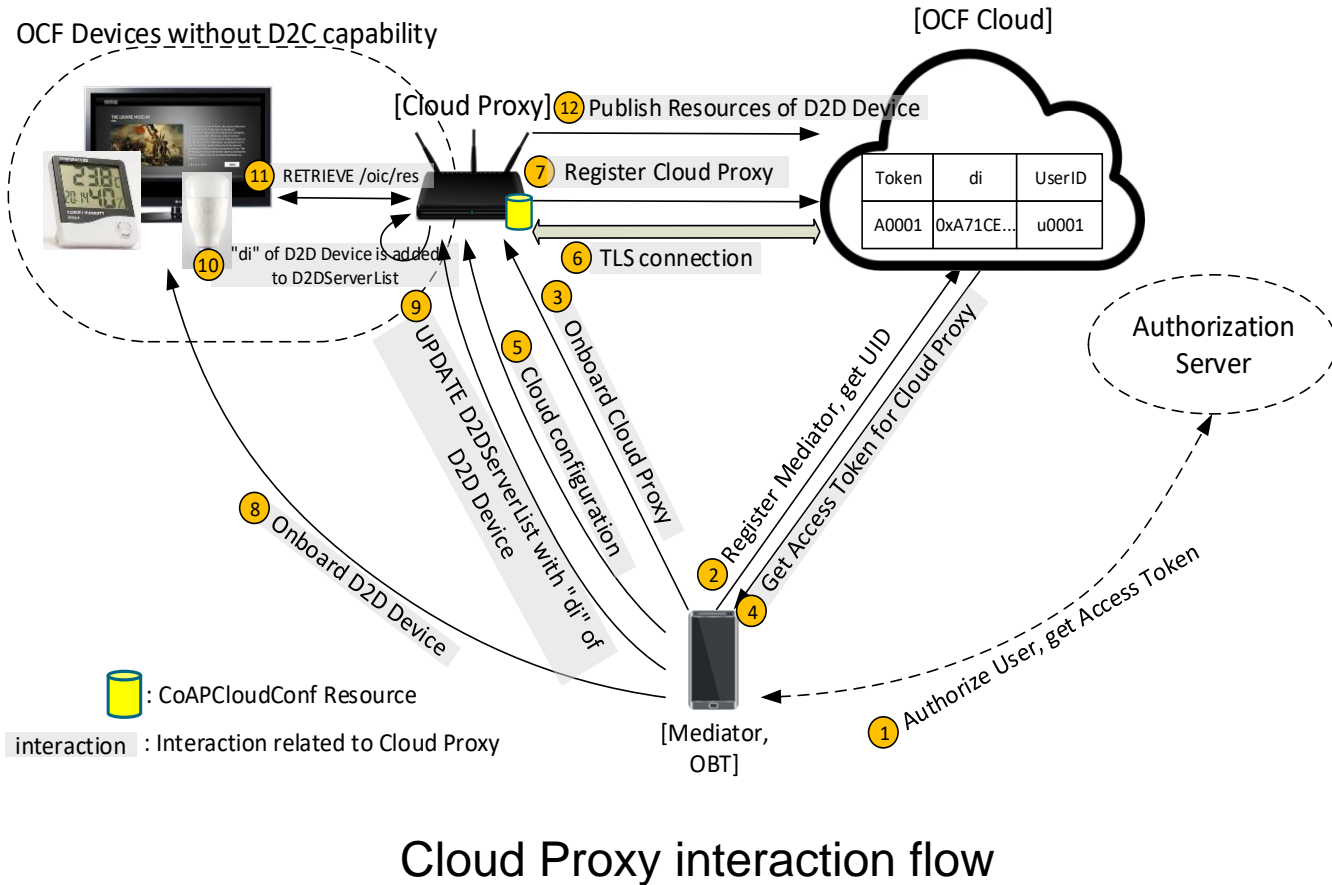 OCF Devices without D2C capability
[OCF Cloud]
[Cloud Proxy]
12 Publish Resources of D2D Device
THE LOUVRE MUSEUM
11 RETRIEVE /oic/res
7 Register Cloud Proxy
Token di UserID
A0001 0xA71CE... u0001
10 "di" of D2D Device is added
to D2DServerList
6 TLS connection
3 Onboard Cloud Proxy
9 UPDATE D2DServerList with "di" of
D2D Device
5 Cloud configuration
Authorization
Server
8 Onboard D2D Device
2 Register Mediator, get UID
4 Get Access Token for Cloud Proxy
1 Authorize User, get Access Token
: CoAPCloudConf Resource
interaction : Interaction related to Cloud Proxy
[Mediator,
OBT]
Cloud Proxy interaction flow